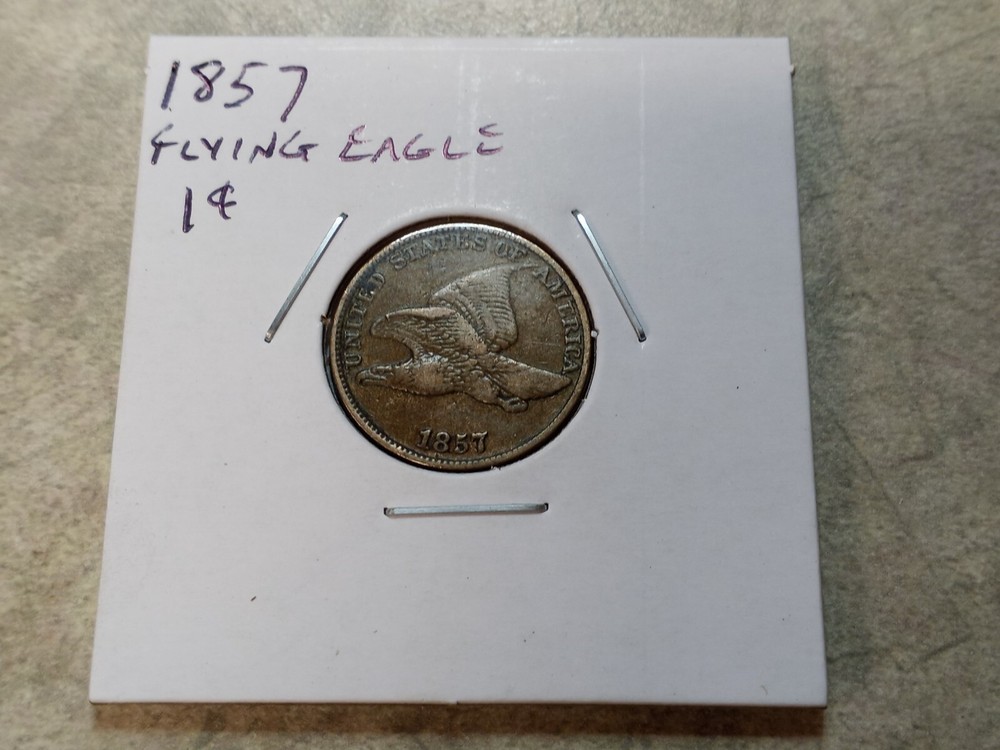 1857
FLYING EAGLE
1¢
UNITED STATES OF AMERICA
1857